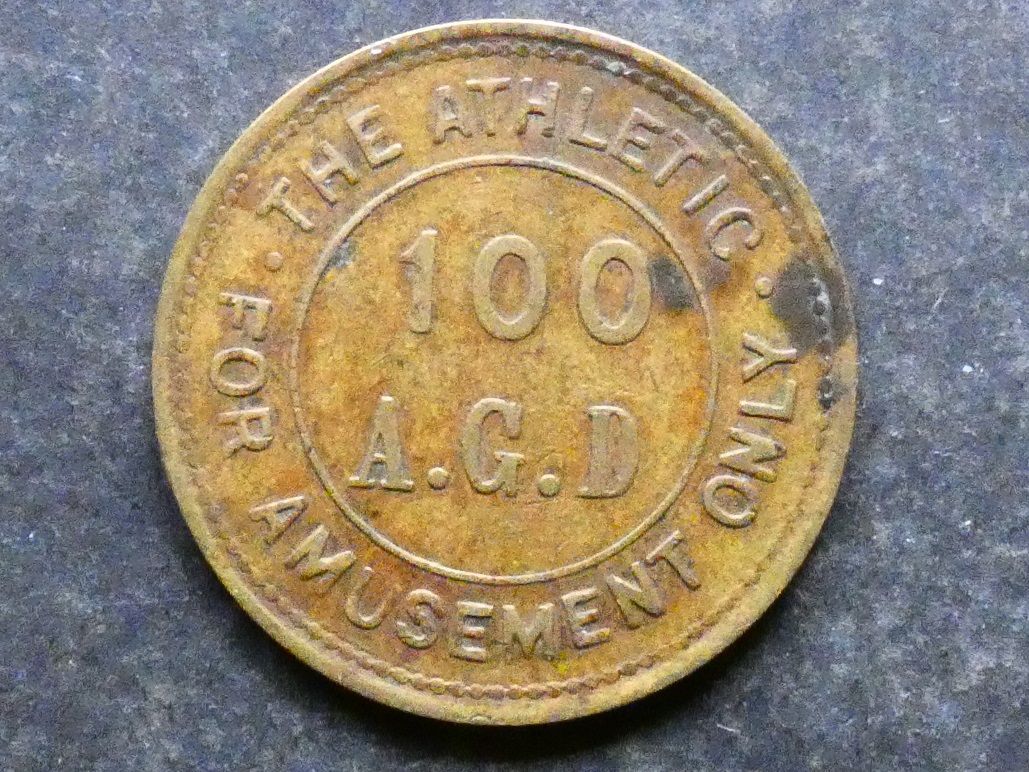 · THE ATHLETIC ·
100
A.G.D
FOR AMUSEMENT ONLY